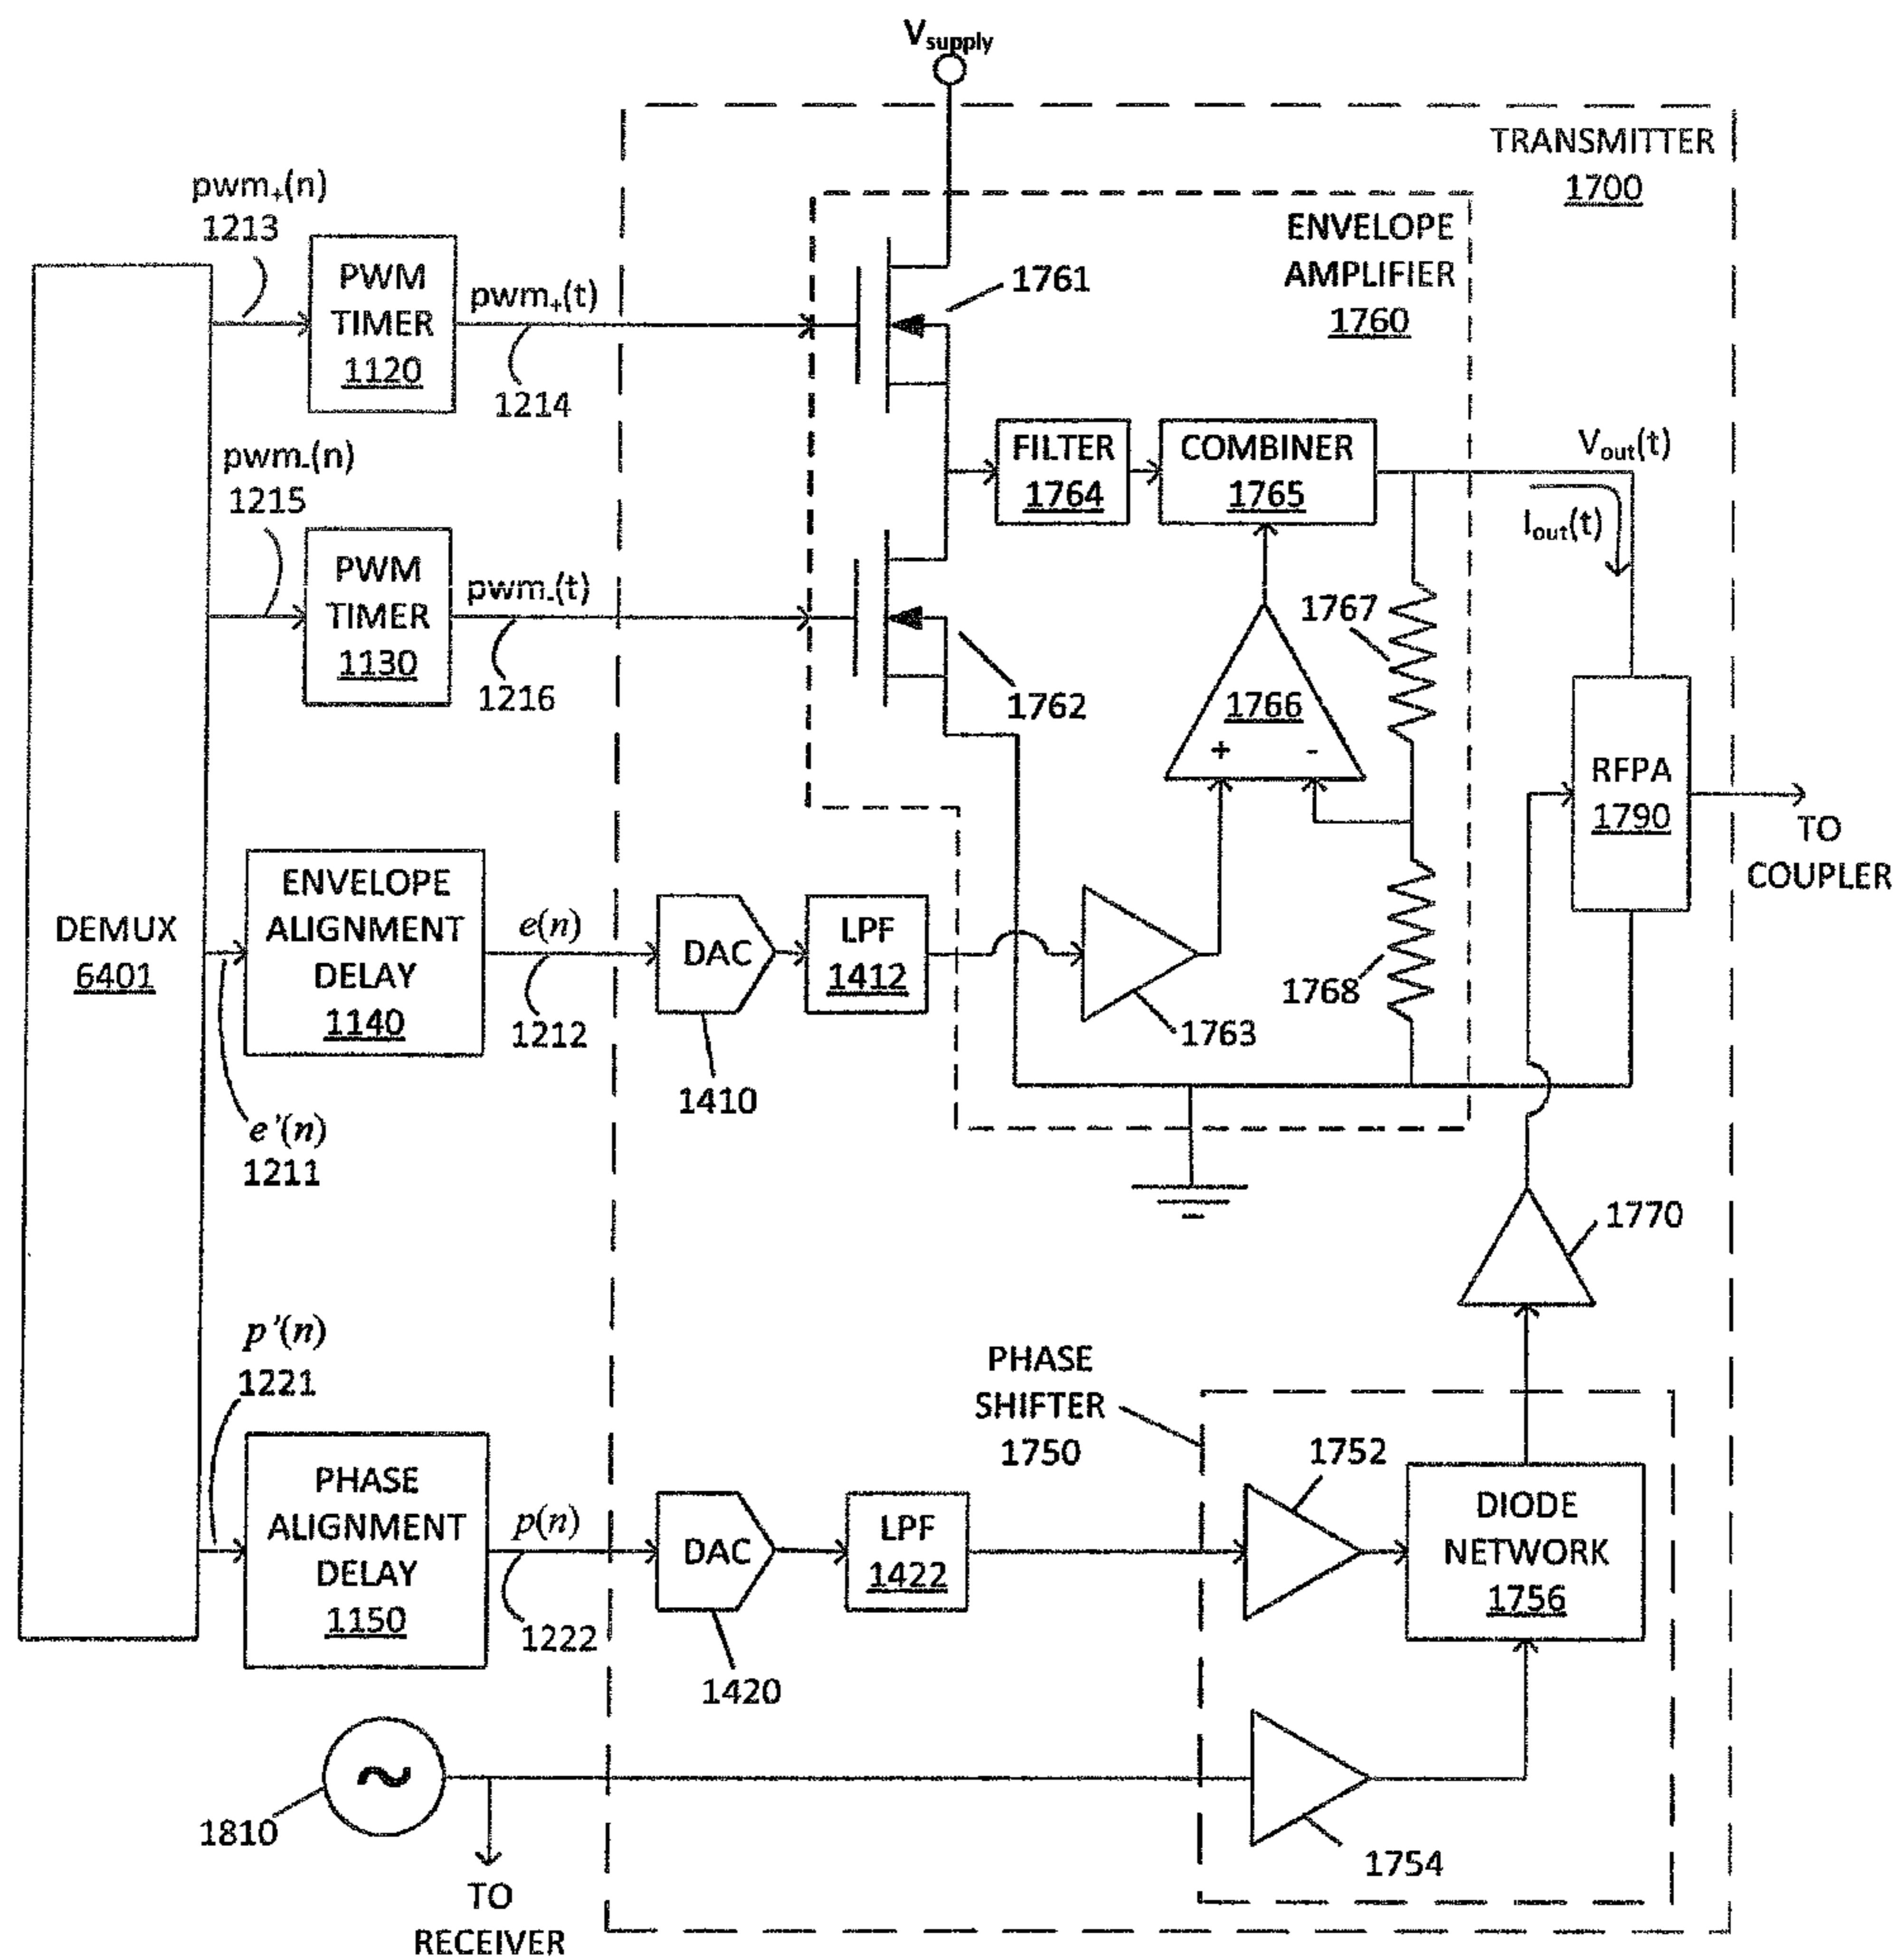 Vsupply
TRANSMITTER
1700
pwm+(n)
1213
PWM
TIMER
1120
pwm+(t)
1214
ENVELOPE
AMPLIFIER
1760
1761
pwm-(n)
1215
PWM
TIMER
1130
pwm-(t)
1216
1762
FILTER
1764
COMBINER
1765
Vout(t)
Iout(t)
1767
1766
+
-
RFPA
1790
TO
COUPLER
DEMUX
6401
ENVELOPE
ALIGNMENT
DELAY
1140
e(n)
1212
DAC
1410
LPF
1412
1763
1768
e'(n)
1211
1770
p'(n)
1221
PHASE
ALIGNMENT
DELAY
1150
p(n)
1222
DAC
1420
LPF
1422
PHASE
SHIFTER
1750
1752
DIODE
NETWORK
1756
1754
~
1810
TO
RECEIVER